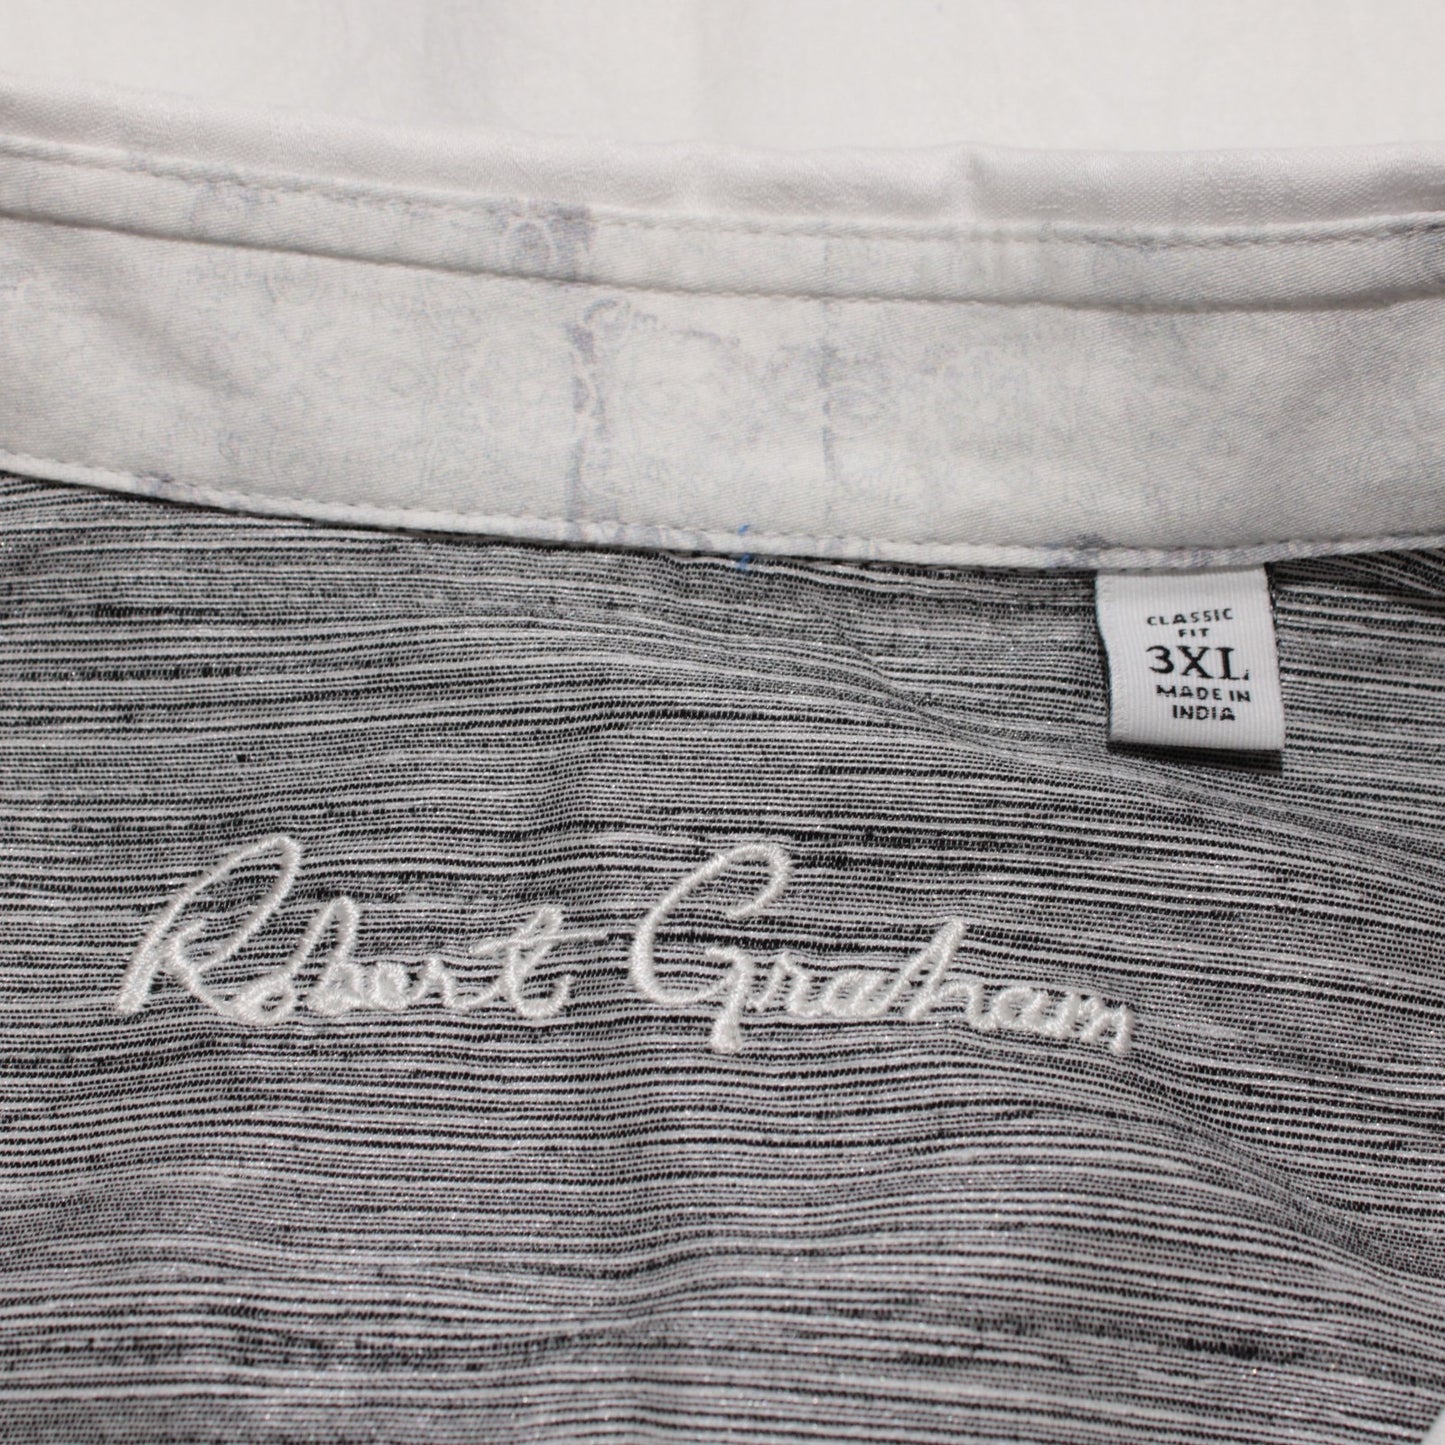 CLASSIC
FIT
3XL
MADE IN
INDIA
Robert Graham